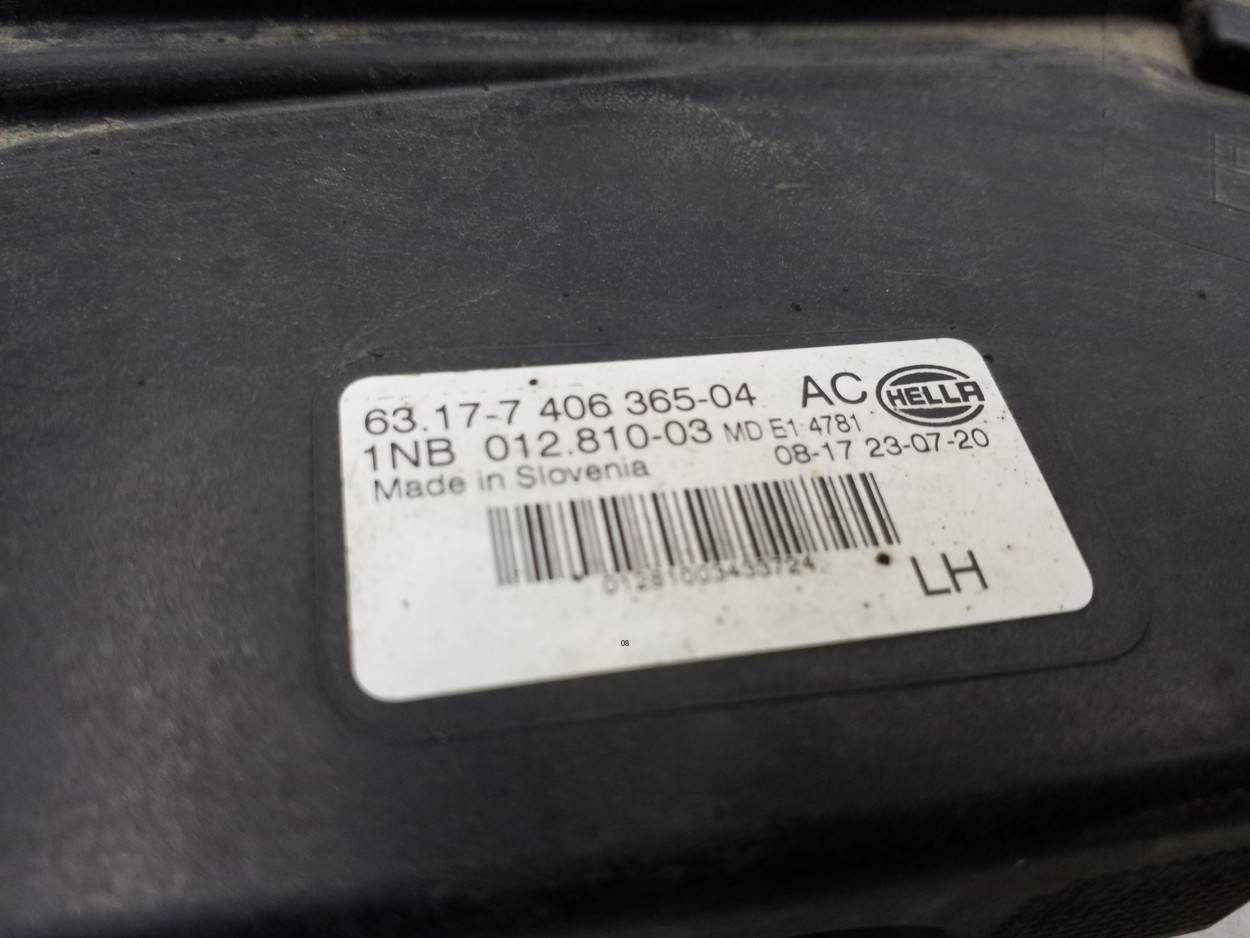 63.17-7 406 365-04 AC HELLA
1NB 012.810-03 MD E1 4781
08-17 23-07-20
Made in Slovenia
LH
08